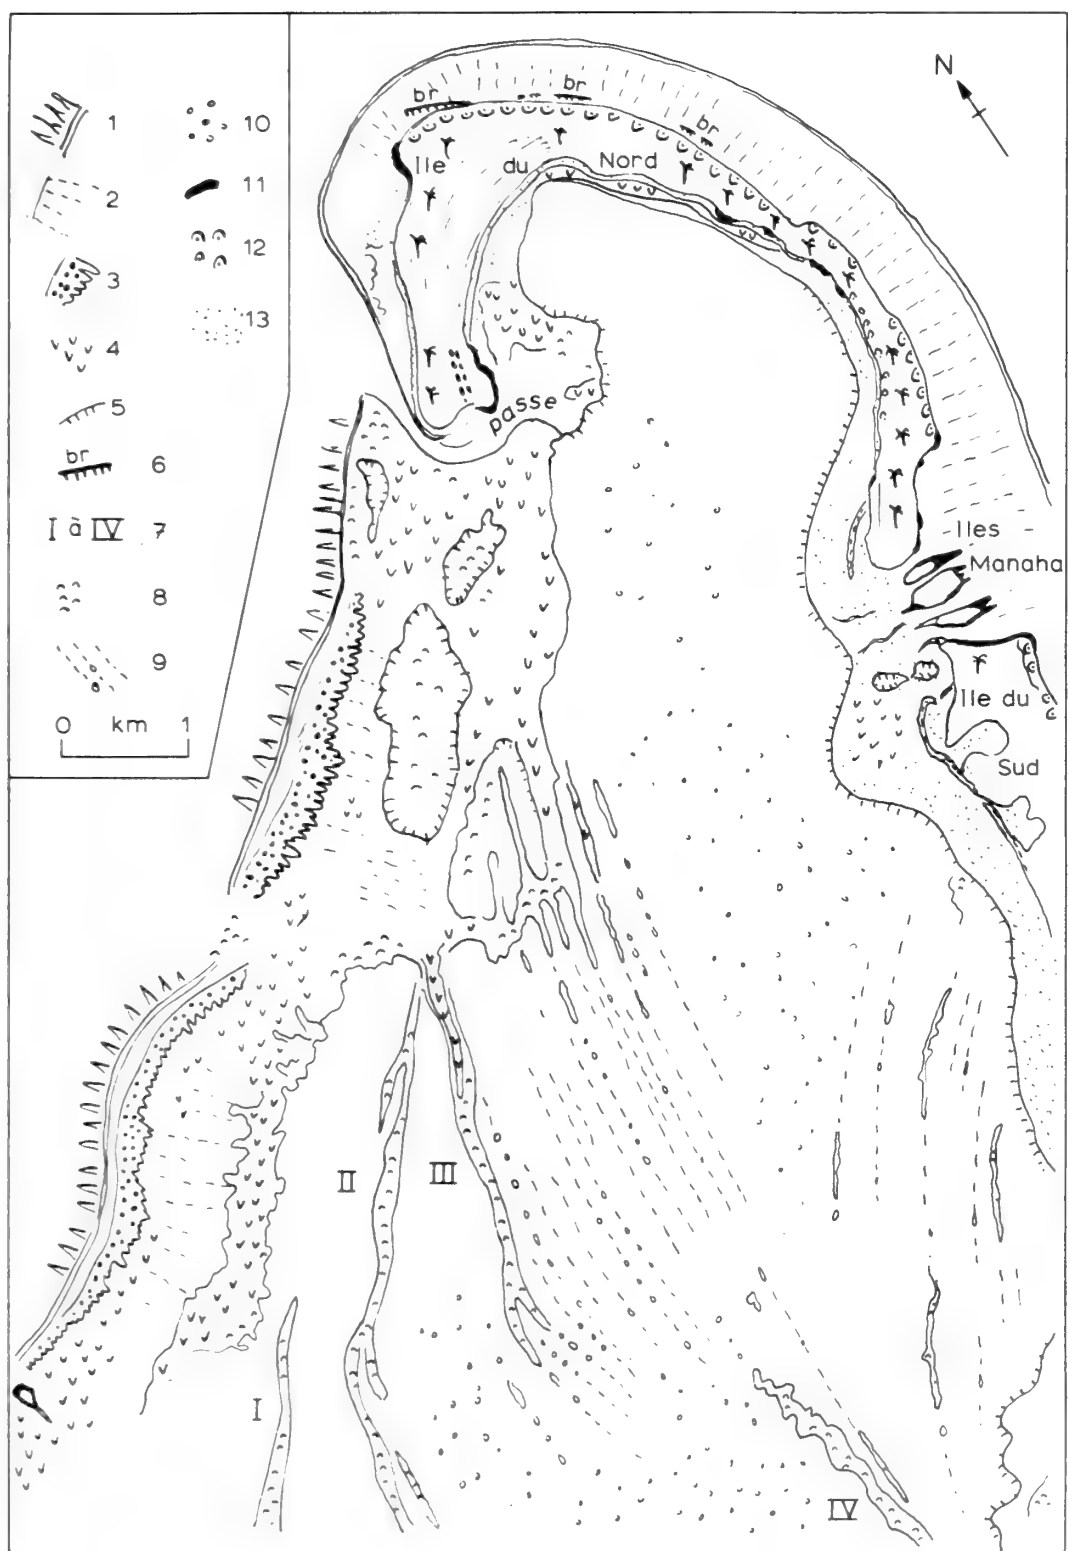 1
2
3
4
5
br 6
I à IV 7
8
9
0 km 1
10
11
12
13
N
br
br
br
Ile du Nord
passe
Iles
Manaha
Ile du
Sud
II
III
I
IV